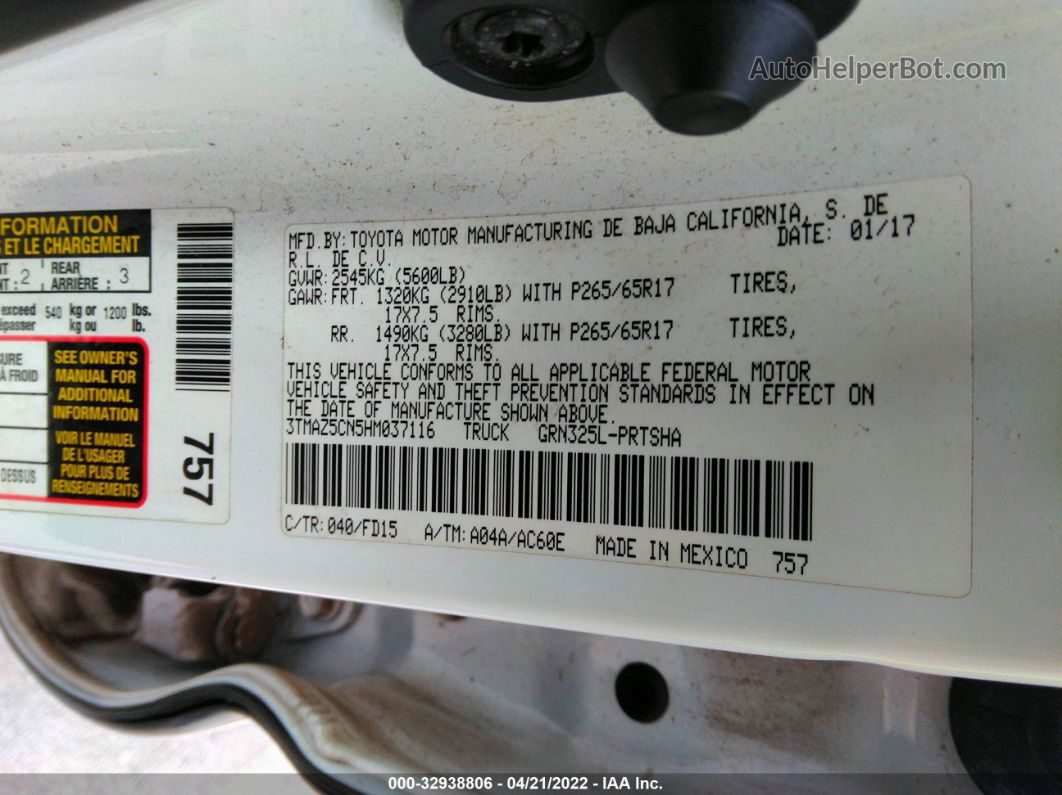 AutoHelperBot.com
FORMATION
ET LE CHARGEMENT
NT : 2 REAR
ARRIÈRE : 3
exceed 540 kg or 1200 lbs.
kg ou lb.
À FROID
SEE OWNER'S
MANUAL FOR
ADDITIONAL
INFORMATION
VOIR LE MANUEL
DE L'USAGER
POUR PLUS DE
RENSEIGNEMENTS
DESSUS
757
MFD.BY:TOYOTA MOTOR MANUFACTURING DE BAJA CALIFORNIA, S. DE
R.L. DE C.V. DATE: 01/17
GVWR:2545KG (5600LB)
GAWR:FRT. 1320KG (2910LB) WITH P265/65R17 TIRES,
17X7.5 RIMS.
RR. 1490KG (3280LB) WITH P265/65R17 TIRES,
17X7.5 RIMS.
THIS VEHICLE CONFORMS TO ALL APPLICABLE FEDERAL MOTOR
VEHICLE SAFETY AND THEFT PREVENTION STANDARDS IN EFFECT ON
THE DATE OF MANUFACTURE SHOWN ABOVE.
3TMAZ5CN5HM037116 TRUCK GRN325L-PRTSHA
C/TR:040/FD15 A/TM:A04A/AC60E MADE IN MEXICO 757
000-32938806 - 04/21/2022 - IAA Inc.